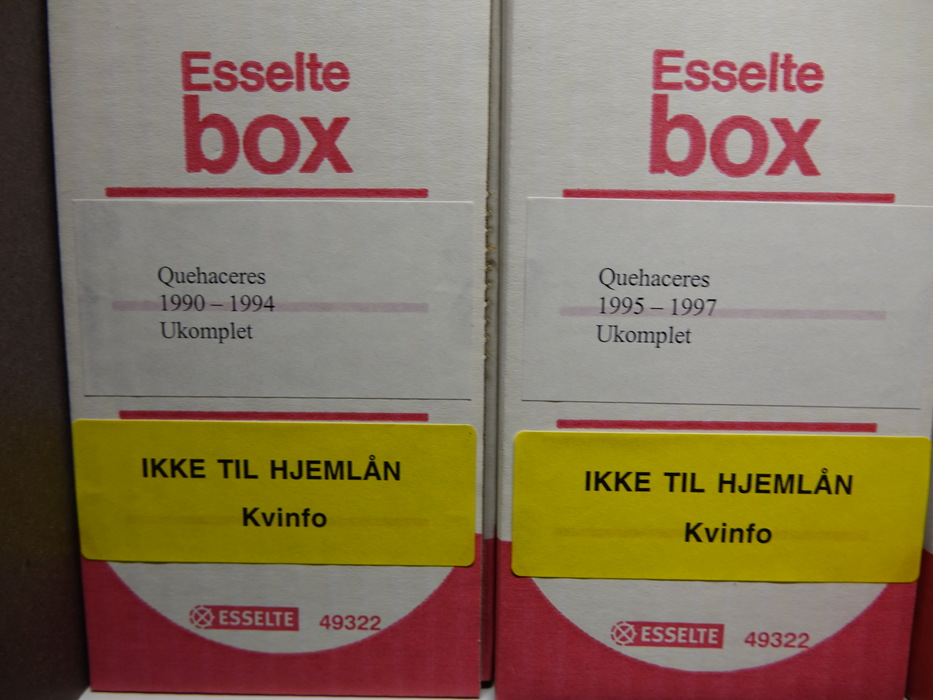 Esselte
box
Quehaceres
1990 – 1994
Ukomplet
IKKE TIL HJEMLÅN
Kvinfo
ESSELTE 49322
Esselte
box
Quehaceres
1995 – 1997
Ukomplet
IKKE TIL HJEMLÅN
Kvinfo
ESSELTE 49322